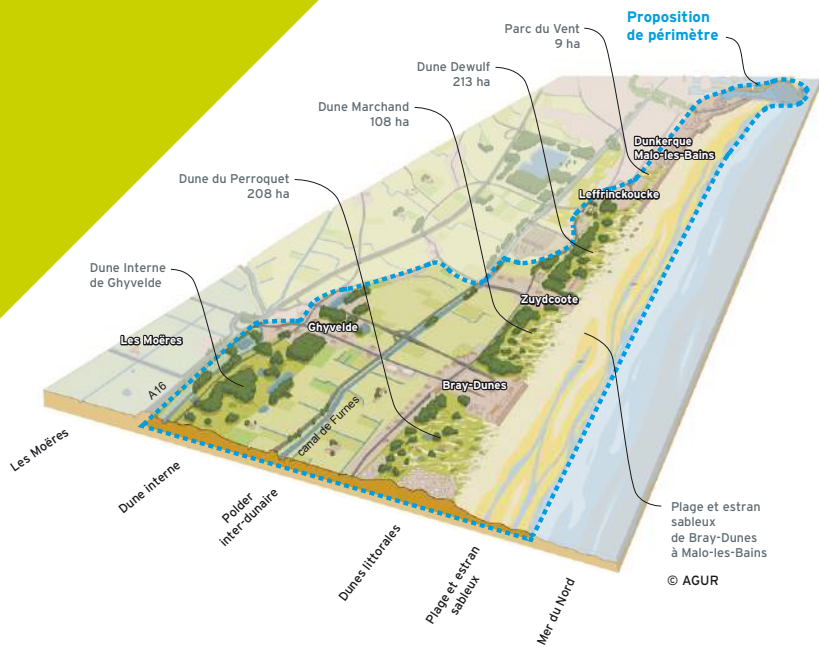 Proposition
de périmètre
Parc du Vent
9 ha
Dune Dewulf
213 ha
Dune Marchand
108 ha
Dune du Perroquet
208 ha
Dune Interne
de Ghyvelde
Dunkerque
Malo-les-Bains
Leffrinckoucke
Zuydcoote
Ghyvelde
Les Moëres
Bray-Dunes
A16
canal de Furnes
Les Moëres
Dune interne
Polder
inter-dunaire
Dunes littorales
Plage et estran
sableux
Mer du Nord
Plage et estran
sableux
de Bray-Dunes
à Malo-les-Bains
© AGUR